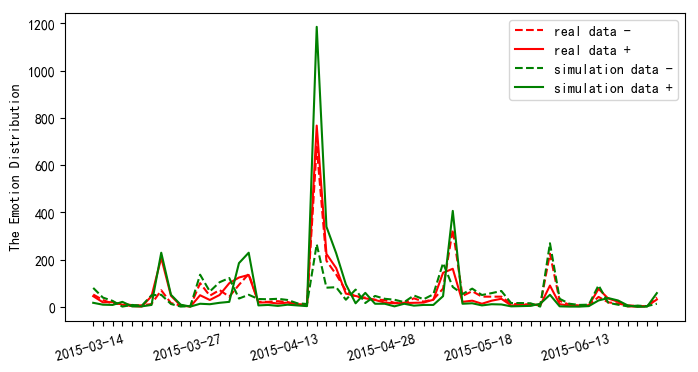 The Emotion Distribution
1200
1000
800
600
400
200
0
real data -
real data +
simulation data -
simulation data +
2015-03-14
2015-03-27
2015-04-13
2015-04-28
2015-05-18
2015-06-13